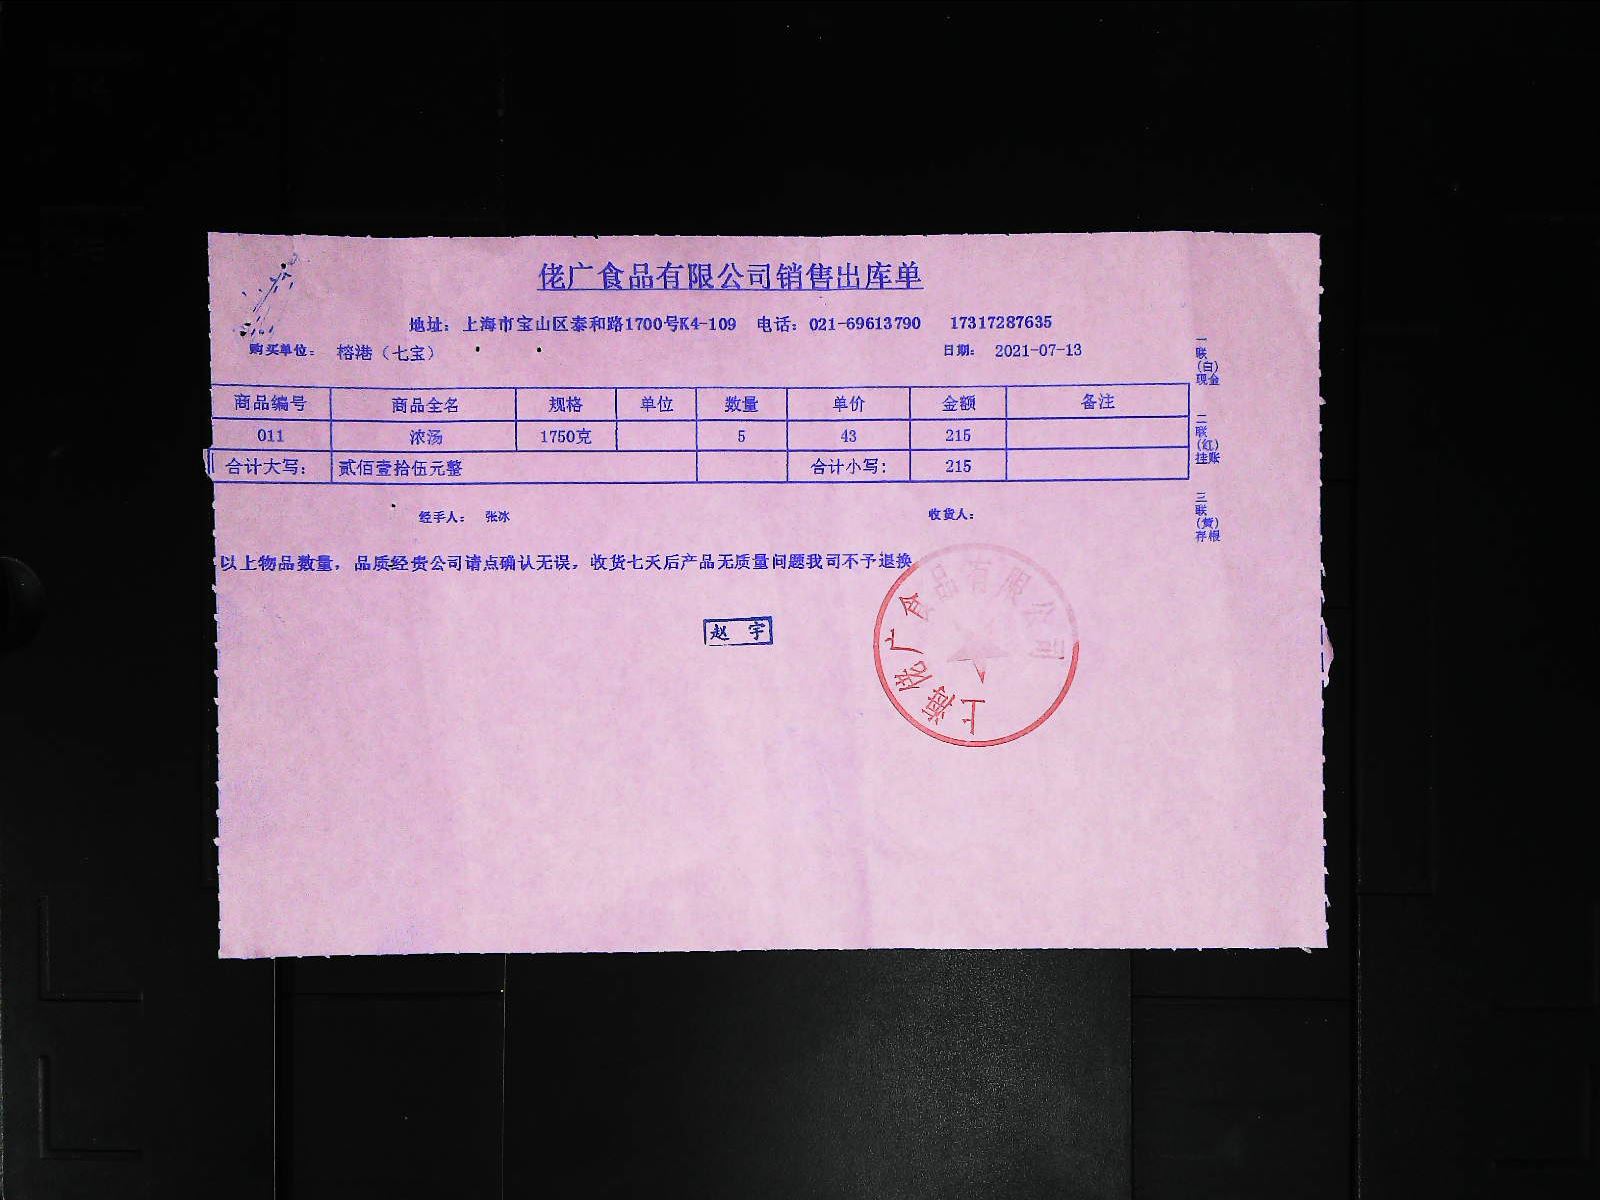 佬广食品有限公司销售出库单
地址：上海市宝山区泰和路1700号K4-109 电话：021-69613790 17317287635
购买单位： 榕港（七宝） 日期： 2021-07-13
商品编号 商品全名 规格 单位 数量 单价 金额 备注
011 浓汤 1750克 5 43 215
合计大写： 贰佰壹拾伍元整 合计小写： 215
经手人： 张冰 收货人：
以上物品数量，品质经贵公司请点确认无误，收货七天后产品无质量问题我司不予退换
赵 宇
上海佬广食品有限公司
一联(白)现金
二联(红)挂账
三联(黄)存根